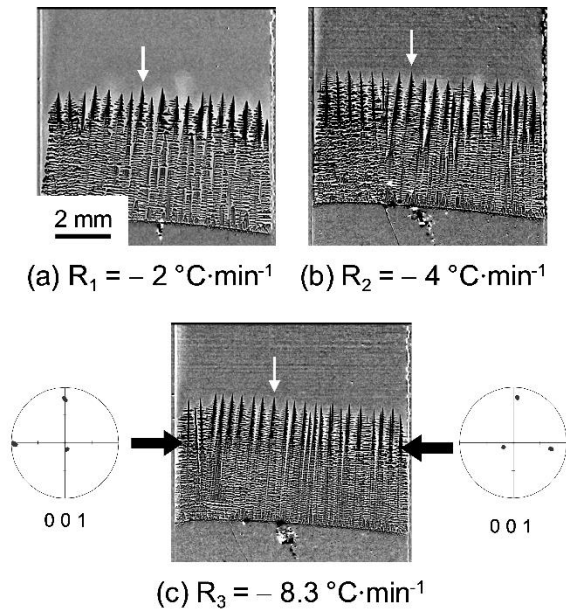 2 mm
(a) R₁ = – 2 °C·min⁻¹
(b) R₂ = – 4 °C·min⁻¹
0 0 1
0 0 1
(c) R₃ = – 8.3 °C·min⁻¹